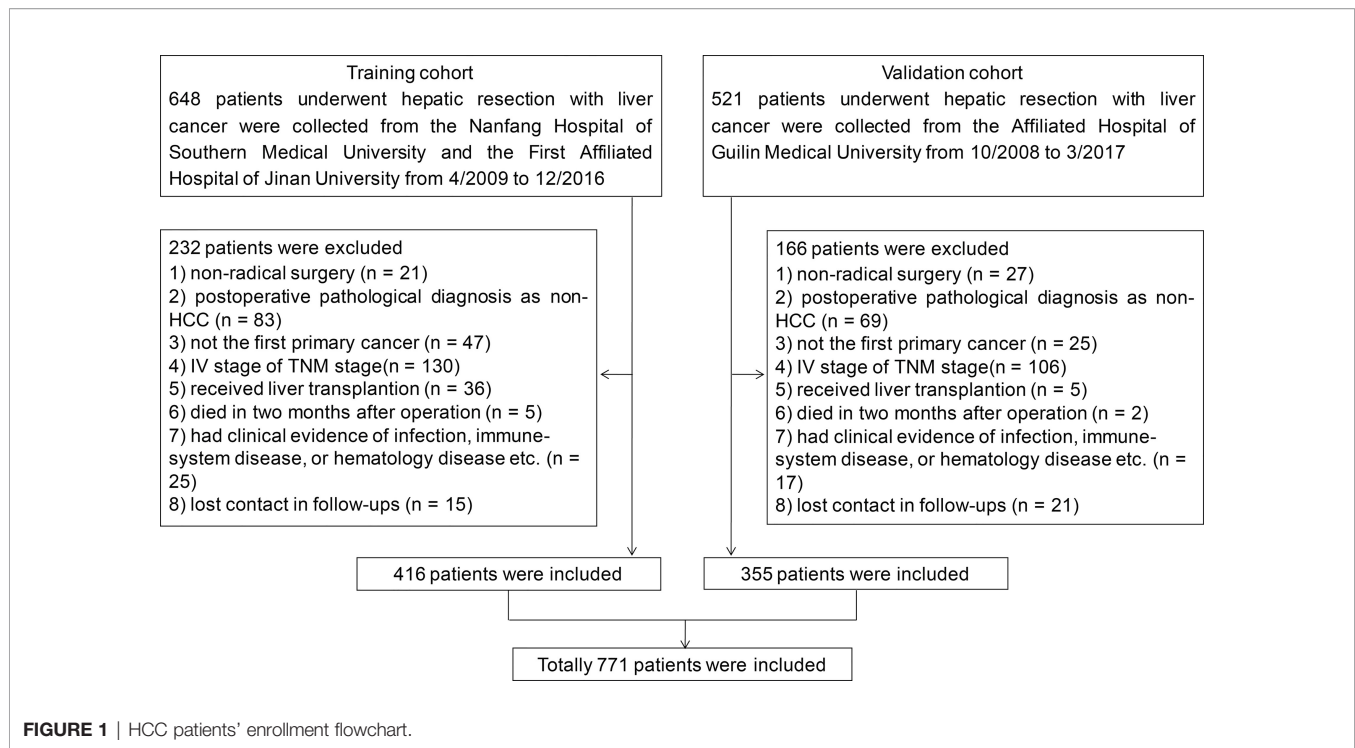 Training cohort
648 patients underwent hepatic resection with liver
cancer were collected from the Nanfang Hospital of
Southern Medical University and the First Affiliated
Hospital of Jinan University from 4/2009 to 12/2016
Validation cohort
521 patients underwent hepatic resection with liver
cancer were collected from the Affiliated Hospital of
Guilin Medical University from 10/2008 to 3/2017
232 patients were excluded
1) non-radical surgery (n = 21)
2) postoperative pathological diagnosis as non-
HCC (n = 83)
3) not the first primary cancer (n = 47)
4) IV stage of TNM stage(n = 130)
5) received liver transplantion (n = 36)
6) died in two months after operation (n = 5)
7) had clinical evidence of infection, immune-
system disease, or hematology disease etc. (n =
25)
8) lost contact in follow-ups (n = 15)
166 patients were excluded
1) non-radical surgery (n = 27)
2) postoperative pathological diagnosis as non-
HCC (n = 69)
3) not the first primary cancer (n = 25)
4) IV stage of TNM stage(n = 106)
5) received liver transplantion (n = 5)
6) died in two months after operation (n = 2)
7) had clinical evidence of infection, immune-
system disease, or hematology disease etc. (n =
17)
8) lost contact in follow-ups (n = 21)
416 patients were included
355 patients were included
Totally 771 patients were included
FIGURE 1 | HCC patients’ enrollment flowchart.